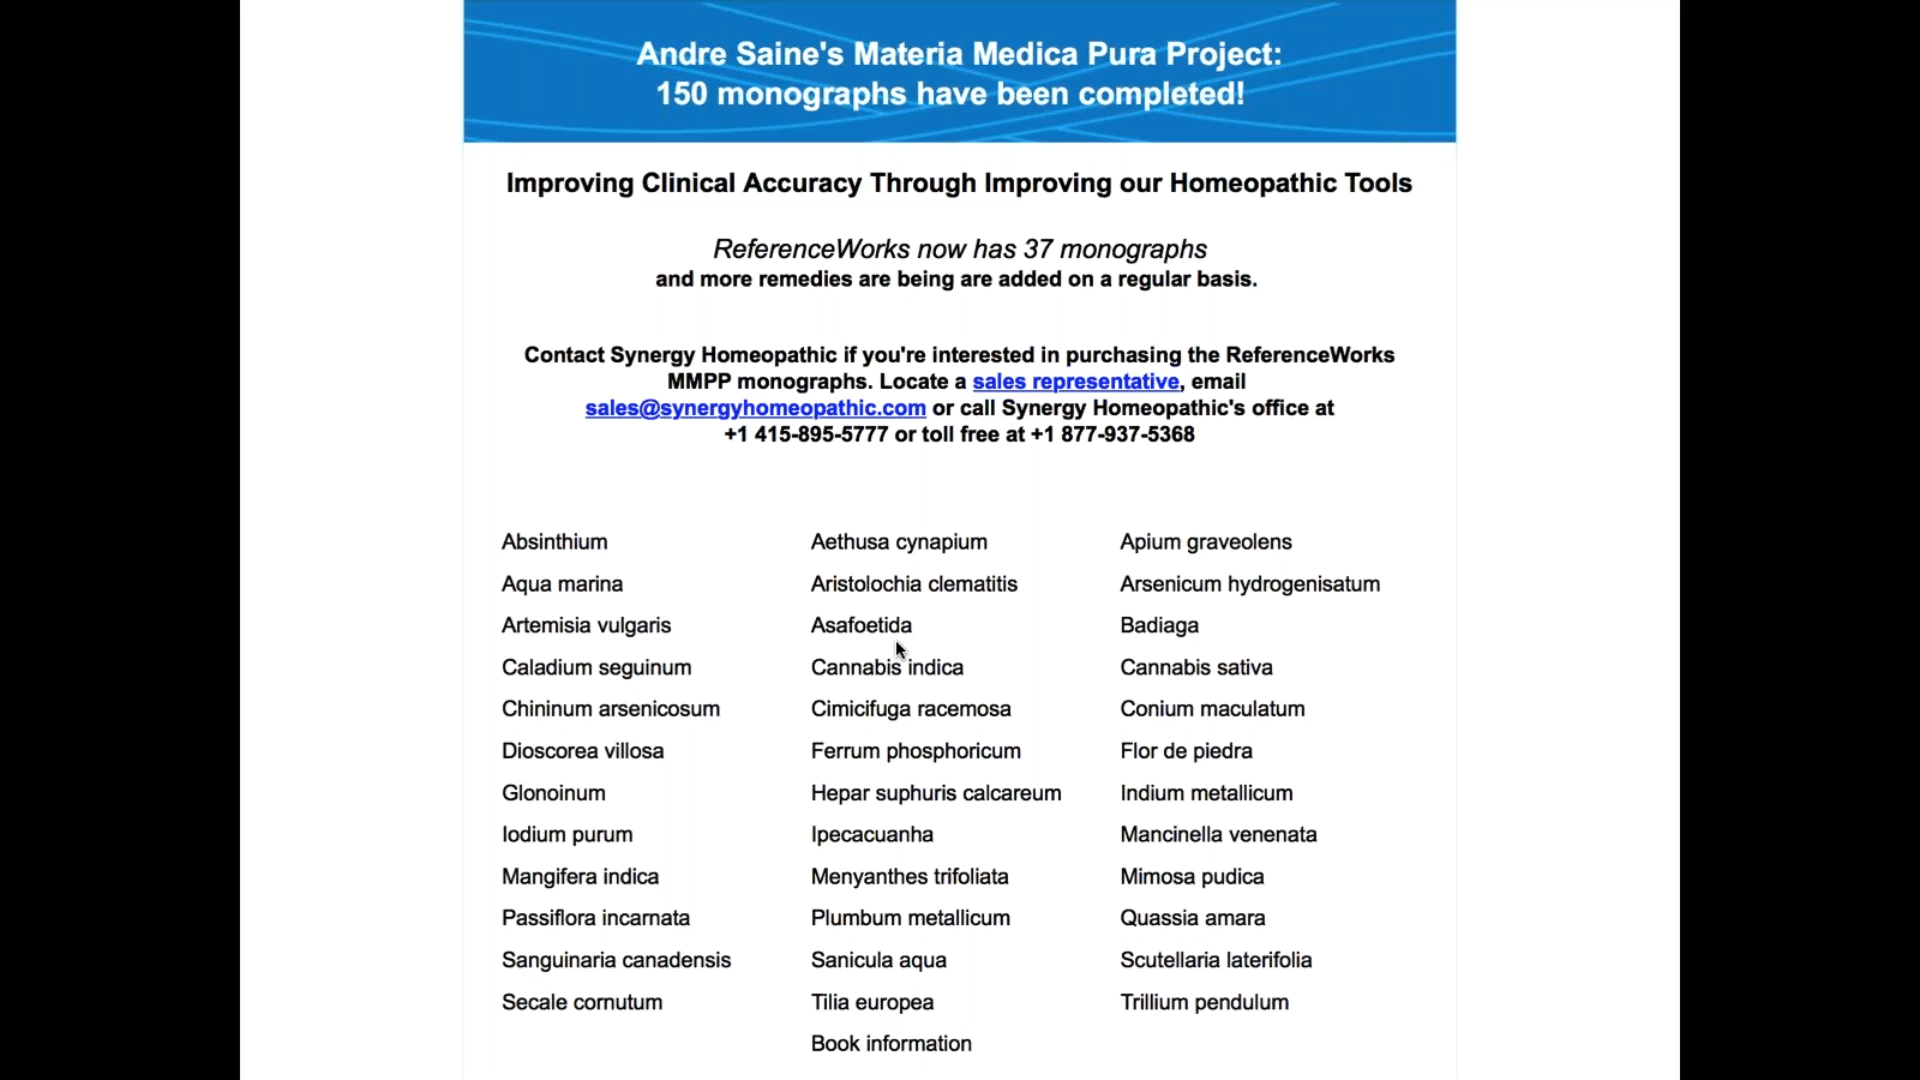 Andre Saine's Materia Medica Pura Project:
150 monographs have been completed!
Improving Clinical Accuracy Through Improving our Homeopathic Tools
ReferenceWorks now has 37 monographs
and more remedies are being are added on a regular basis.
Contact Synergy Homeopathic if you're interested in purchasing the ReferenceWorks
MMPP monographs. Locate a sales representative, email
sales@synergyhomeopathic.com or call Synergy Homeopathic's office at
+1 415-895-5777 or toll free at +1 877-937-5368
Absinthium Aethusa cynapium Apium graveolens
Aqua marina Aristolochia clematitis Arsenicum hydrogenisatum
Artemisia vulgaris Asafoetida Badiaga
Caladium seguinum Cannabis indica Cannabis sativa
Chininum arsenicosum Cimicifuga racemosa Conium maculatum
Dioscorea villosa Ferrum phosphoricum Flor de piedra
Glonoinum Hepar suphuris calcareum Indium metallicum
Iodium purum Ipecacuanha Mancinella venenata
Mangifera indica Menyanthes trifoliata Mimosa pudica
Passiflora incarnata Plumbum metallicum Quassia amara
Sanguinaria canadensis Sanicula aqua Scutellaria laterifolia
Secale cornutum Tilia europea Trillium pendulum
Book information